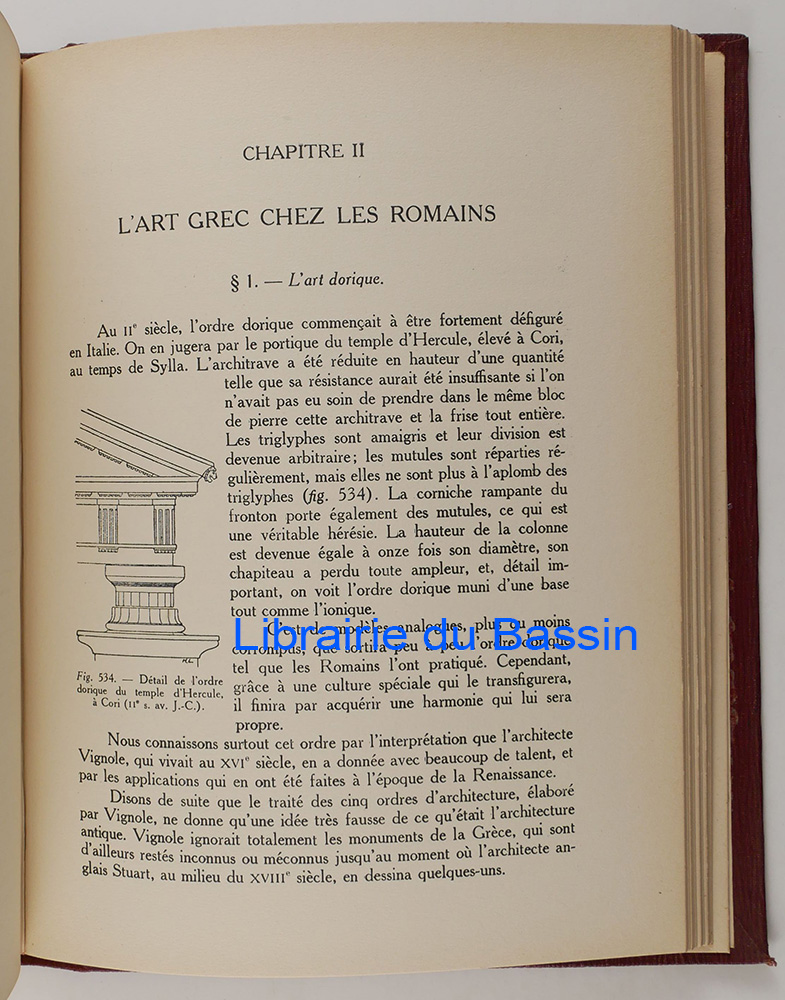 CHAPITRE II
L'ART GREC CHEZ LES ROMAINS
§ 1. — L'art dorique.
Au IIe siècle, l'ordre dorique commençait à être fortement défiguré
en Italie. On en jugera par le portique du temple d'Hercule, élevé à Cori,
au temps de Sylla. L'architrave a été réduite en hauteur d'une quantité
telle que sa résistance aurait été insuffisante si l'on
n'avait pas eu soin de prendre dans le même bloc
de pierre cette architrave et la frise tout entière.
Les triglyphes sont amaigris et leur division est
devenue arbitraire; les mutules sont réparties ré-
gulièrement, mais elles ne sont plus à l'aplomb des
triglyphes (fig. 534). La corniche rampante du
fronton porte également des mutules, ce qui est
une véritable hérésie. La hauteur de la colonne
est devenue égale à onze fois son diamètre, son
chapiteau a perdu toute ampleur, et, détail im-
portant, on voit l'ordre dorique muni d'une base
tout comme l'ionique.
C'est de modèles analogues, plus ou moins
corrompus, que sortira peu à peu l'ordre dorique
tel que les Romains l'ont pratiqué. Cependant,
grâce à une culture spéciale qui le transfigurera,
il finira par acquérir une harmonie qui lui sera
propre.
Librairie du Bassin
Fig. 534. — Détail de l'ordre
dorique du temple d'Hercule,
à Cori (IIe s. av. J.-C.).
Nous connaissons surtout cet ordre par l'interprétation que l'architecte
Vignole, qui vivait au XVIe siècle, en a donnée avec beaucoup de talent, et
par les applications qui en ont été faites à l'époque de la Renaissance.
Disons de suite que le traité des cinq ordres d'architecture, élaboré
par Vignole, ne donne qu'une idée très fausse de ce qu'était l'architecture
antique. Vignole ignorait totalement les monuments de la Grèce, qui sont
d'ailleurs restés inconnus ou méconnus jusqu'au moment où l'architecte an-
glais Stuart, au milieu du XVIIIe siècle, en dessina quelques-uns.